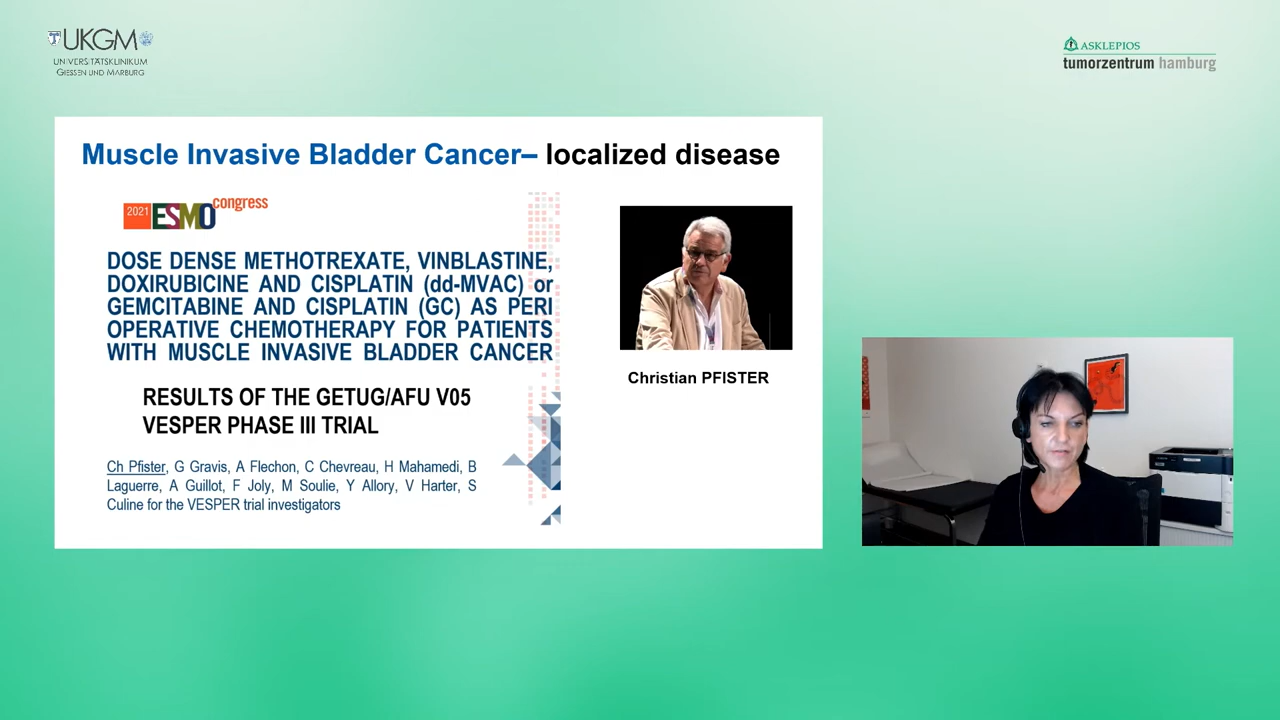 UKGM
UNIVERSITÄTSKLINIKUM
GIESSEN UND MARBURG
ASKLEPIOS
tumorzentrum hamburg
Muscle Invasive Bladder Cancer– localized disease
2021 ESMO congress
DOSE DENSE METHOTREXATE, VINBLASTINE,
DOXIRUBICINE AND CISPLATIN (dd-MVAC) or
GEMCITABINE AND CISPLATIN (GC) AS PERI
OPERATIVE CHEMOTHERAPY FOR PATIENTS
WITH MUSCLE INVASIVE BLADDER CANCER
RESULTS OF THE GETUG/AFU V05
VESPER PHASE III TRIAL
Ch Pfister, G Gravis, A Flechon, C Chevreau, H Mahamedi, B
Laguerre, A Guillot, F Joly, M Soulie, Y Allory, V Harter, S
Culine for the VESPER trial investigators
Christian PFISTER